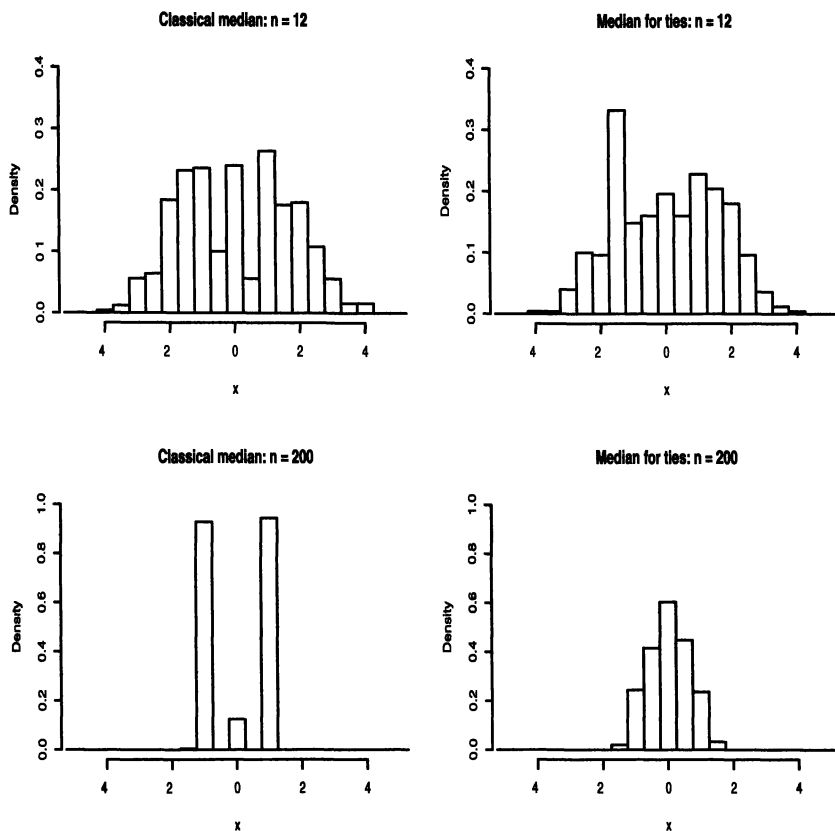 Classical median: n = 12
Density
0.0 0.1 0.2 0.3 0.4
4 2 0 2 4
x
Median for ties: n = 12
Density
0.0 0.1 0.2 0.3 0.4
4 2 0 2 4
x
Classical median: n = 200
Density
0.0 0.2 0.4 0.6 0.8 1.0
4 2 0 2 4
x
Median for ties: n = 200
Density
0.0 0.2 0.4 0.6 0.8 1.0
4 2 0 2 4
x